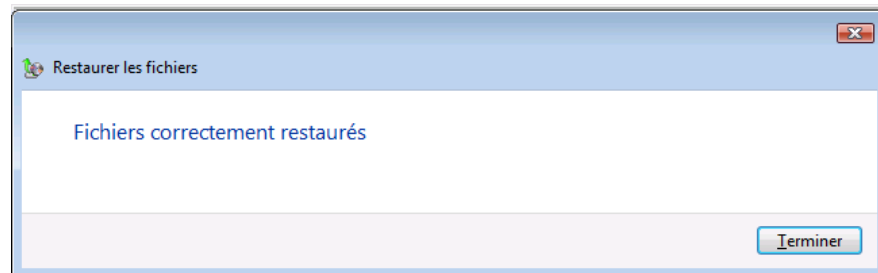 Restaurer les fichiers
Fichiers correctement restaurés
Terminer